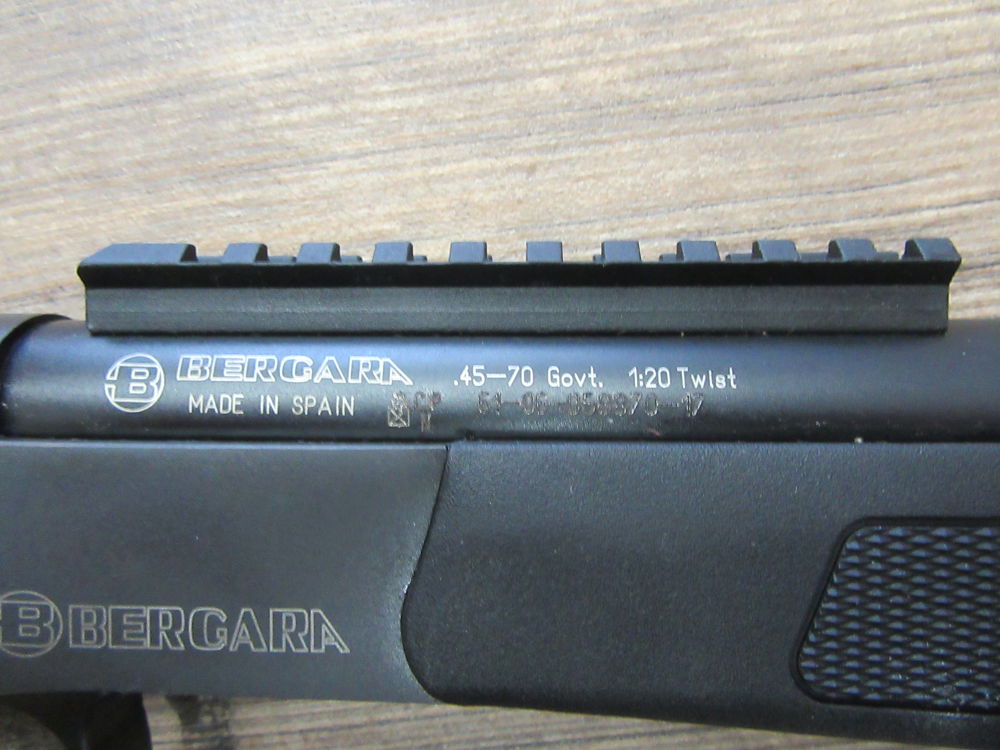 B BERGARA .45-70 Govt. 1:20 Twist
MADE IN SPAIN
B BERGARA